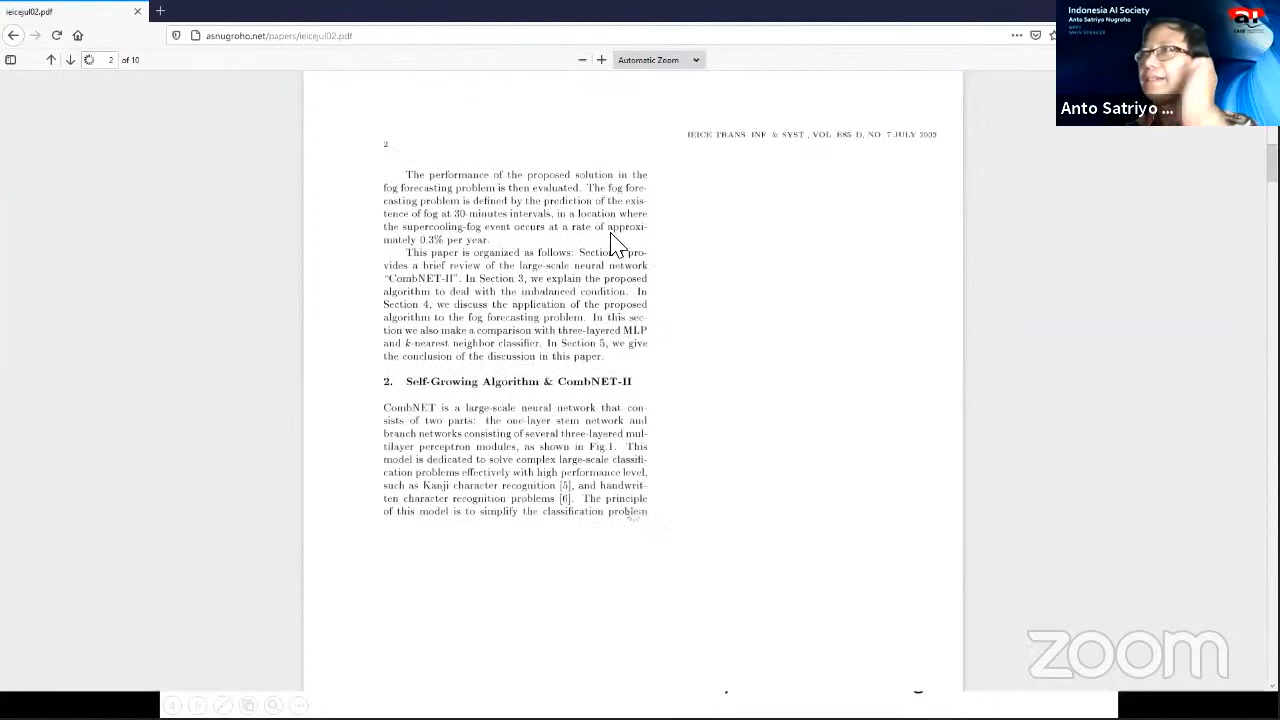 ieicejul02.pdf
asnugroho.net/papers/ieicejul02.pdf
2 of 10
Automatic Zoom
Indonesia AI Society
Anto Satriyo Nugroho
BPPT
MAIN SPEAKER
Anto Satriyo ...
2
IEICE TRANS. INF. & SYST., VOL. E85-D, NO. 7 JULY 2002
The performance of the proposed solution in the
fog forecasting problem is then evaluated. The fog fore-
casting problem is defined by the prediction of the exis-
tence of fog at 30-minutes intervals, in a location where
the supercooling-fog event occurs at a rate of approxi-
mately 0.3% per year.
This paper is organized as follows: Section pro-
vides a brief review of the large-scale neural network
"CombNET-II". In Section 3, we explain the proposed
algorithm to deal with the imbalanced condition. In
Section 4, we discuss the application of the proposed
algorithm to the fog forecasting problem. In this sec-
tion we also make a comparison with three-layered MLP
and k-nearest neighbor classifier. In Section 5, we give
the conclusion of the discussion in this paper.
2. Self-Growing Algorithm & CombNET-II
CombNET is a large-scale neural network that con-
sists of two parts: the one-layer stem network and
branch networks consisting of several three-layered mul-
tilayer perceptron modules, as shown in Fig.1. This
model is dedicated to solve complex large-scale classifi-
cation problems effectively with high performance level,
such as Kanji character recognition [5], and handwrit-
ten character recognition problems [6]. The principle
of this model is to simplify the classification problem
zoom